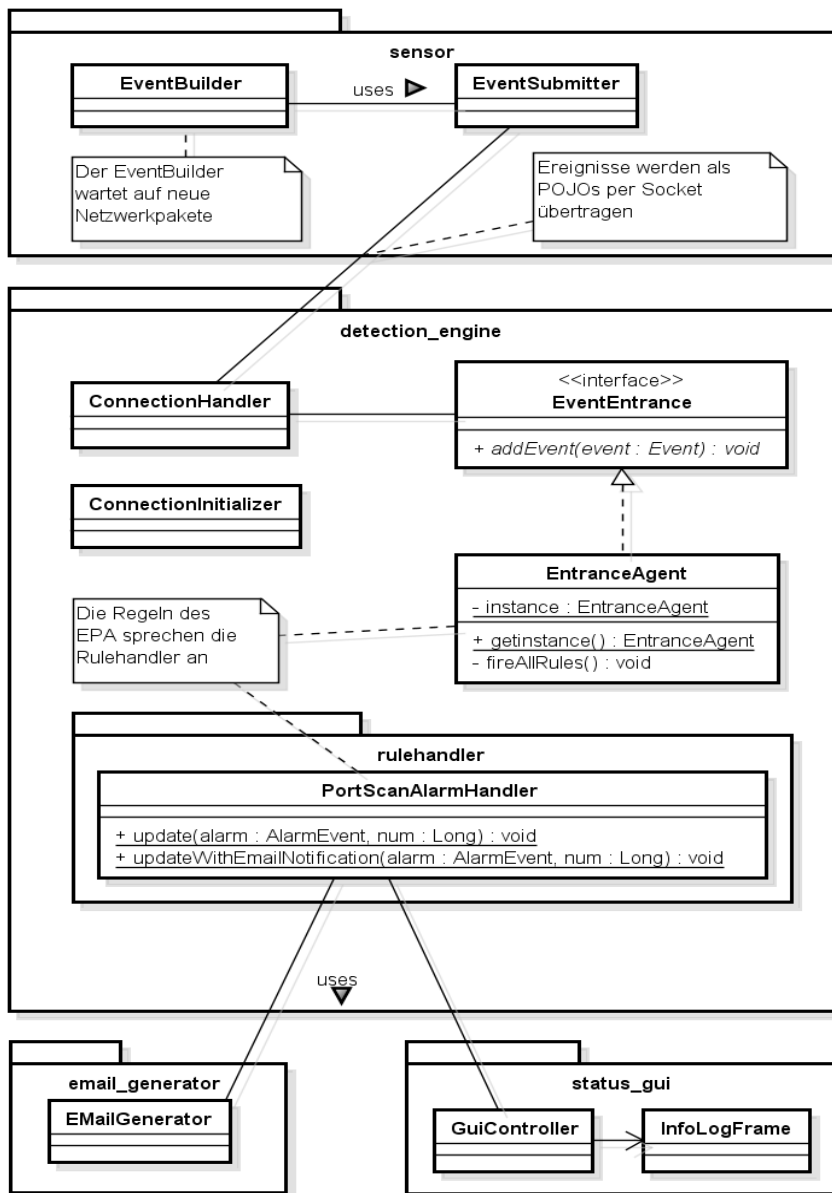 sensor
EventBuilder
uses
EventSubmitter
Der EventBuilder
wartet auf neue
Netzwerkpakete
Ereignisse werden als
POJOs per Socket
übertragen
detection_engine
ConnectionHandler
<<interface>>
EventEntrance
+ addEvent(event : Event) : void
ConnectionInitializer
EntranceAgent
- instance : EntranceAgent
+ getinstance() : EntranceAgent
- fireAllRules() : void
Die Regeln des
EPA sprechen die
Rulehandler an
rulehandler
PortScanAlarmHandler
+ update(alarm : AlarmEvent, num : Long) : void
+ updateWithEmailNotification(alarm : AlarmEvent, num : Long) : void
uses
email_generator
EMailGenerator
status_gui
GuiController
InfoLogFrame